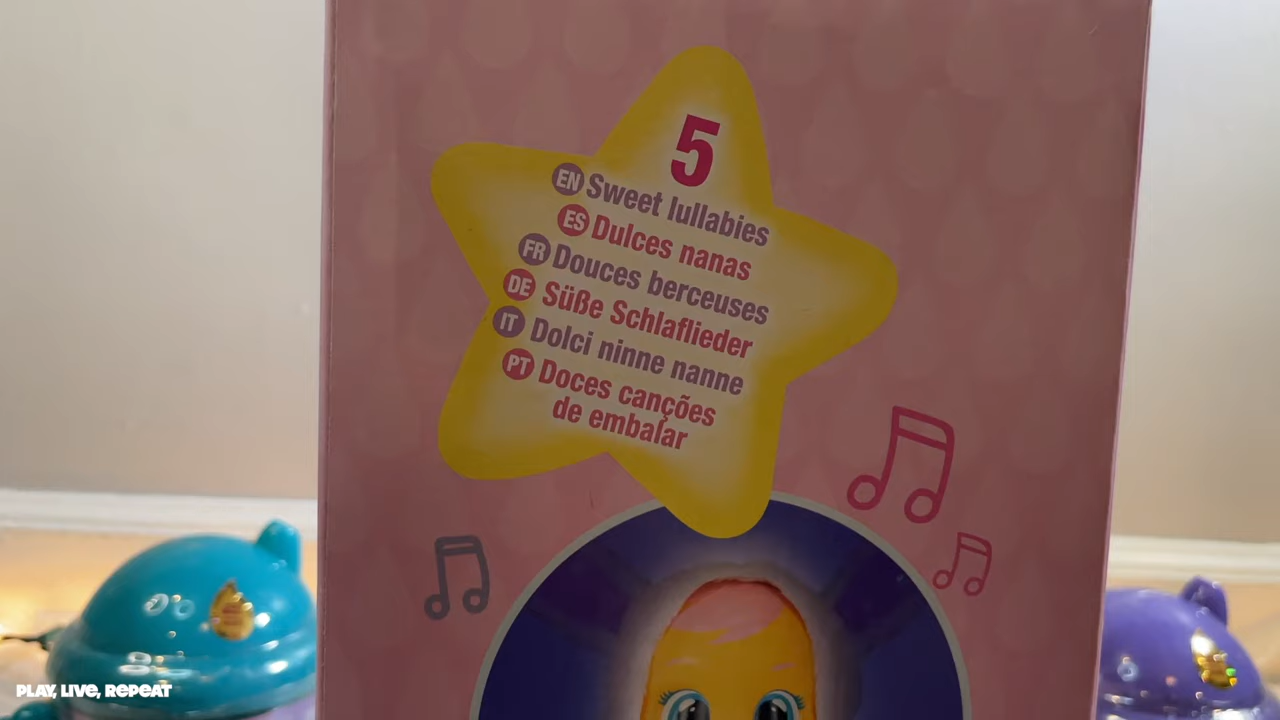 5
EN Sweet lullabies
ES Dulces nanas
FR Douces berceuses
DE Süße Schlaflieder
IT Dolci ninne nanne
PT Doces canções
de embalar
PLAY, LIVE, REPEAT